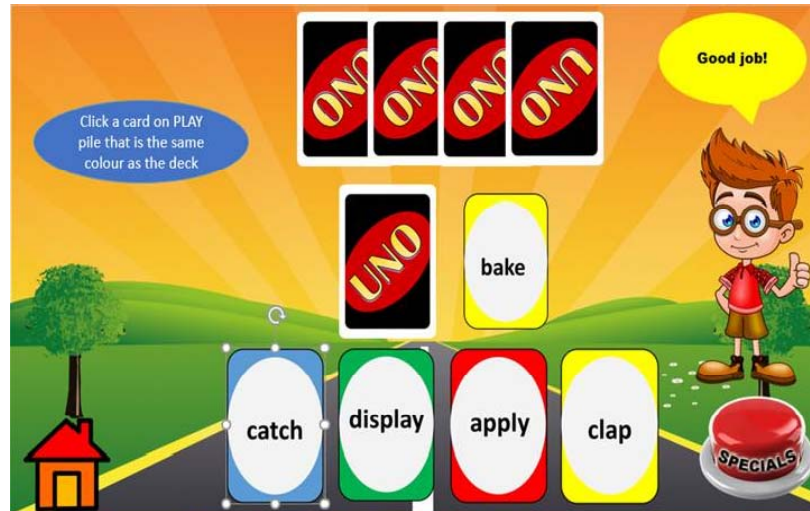 UNO
UNO
UNO
UNO
Good job!
Click a card on PLAY
pile that is the same
colour as the deck
UNO
bake
catch
display
apply
clap
SPECIALS